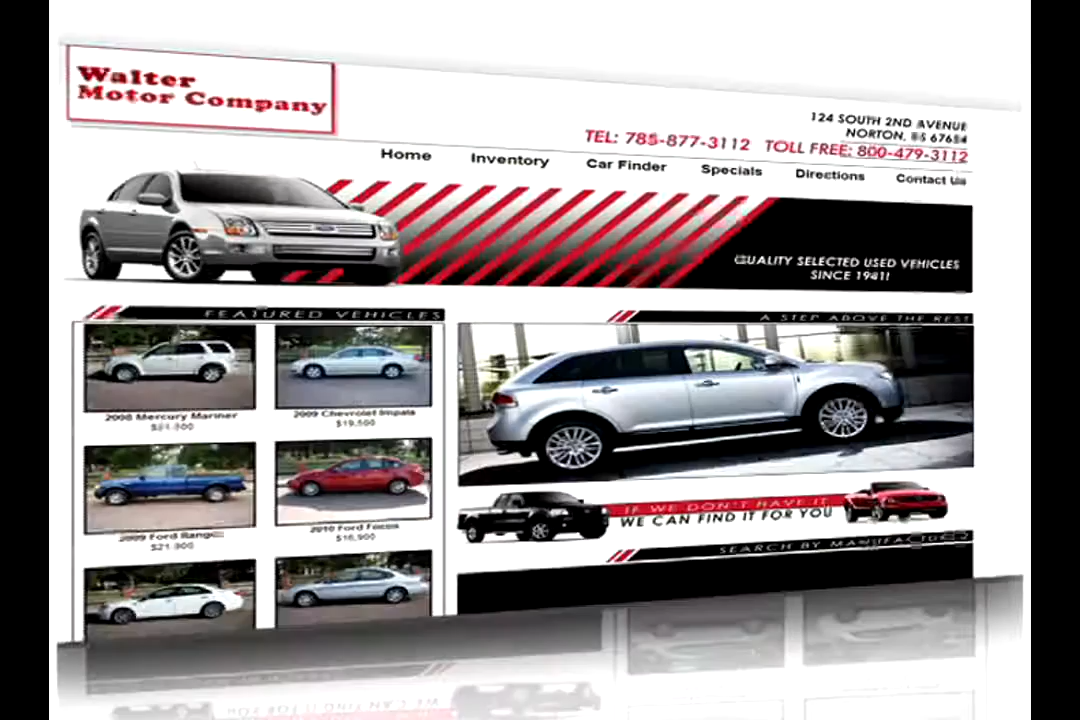 Walter
Motor Company
124 SOUTH 2ND AVENUE
NORTON, KS 67654
TEL: 785-877-3112 TOLL FREE: 800-479-3112
Home Inventory Car Finder Specials Directions Contact Us
QUALITY SELECTED USED VEHICLES
SINCE 1941!
FEATURED VEHICLES
A STEP ABOVE THE REST
2008 Mercury Mariner
2009 Chevrolet Impala
$19,500
2009 Ford Ranger
$21,900
2010 Ford Focus
$16,900
IF WE DON'T HAVE IT
WE CAN FIND IT FOR YOU
SEARCH BY MANUFACTURER